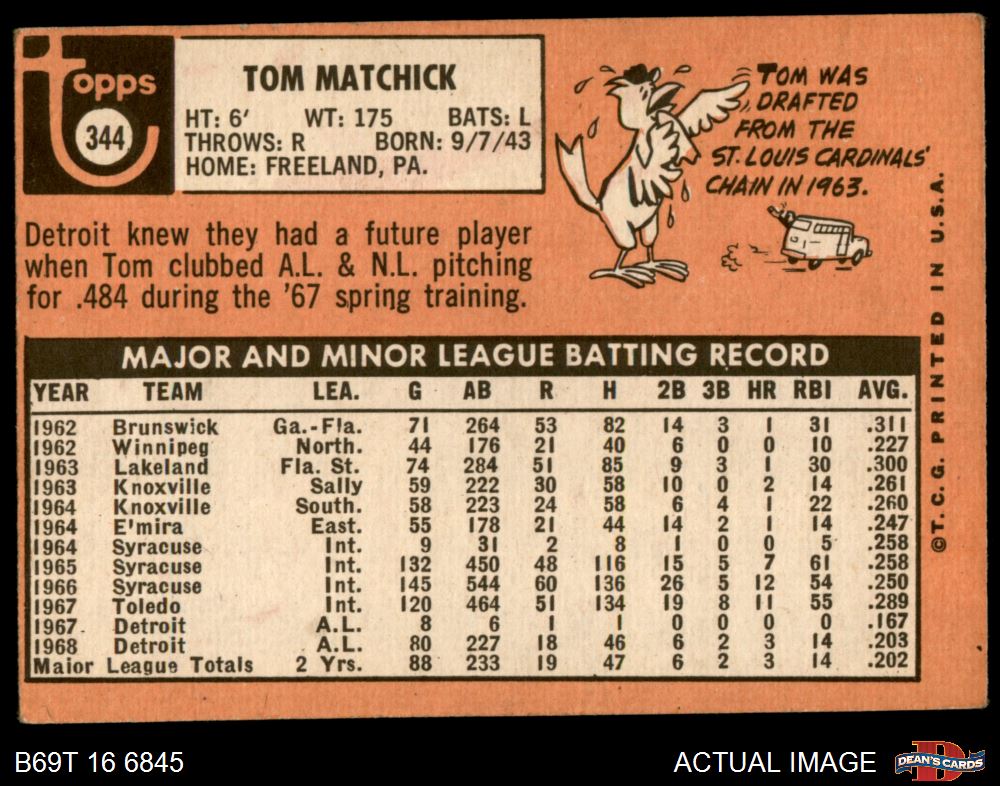 topps
344
TOM MATCHICK
HT: 6' WT: 175 BATS: L
THROWS: R BORN: 9/7/43
HOME: FREELAND, PA.
TOM WAS
DRAFTED
FROM THE
ST. LOUIS CARDINALS'
CHAIN IN 1963.
Detroit knew they had a future player
when Tom clubbed A.L. & N.L. pitching
for .484 during the '67 spring training.
MAJOR AND MINOR LEAGUE BATTING RECORD
YEAR TEAM LEA. G AB R H 2B 3B HR RBI AVG.
1962 Brunswick Ga.-Fla. 71 264 53 82 14 3 1 31 .311
1962 Winnipeg North. 44 176 21 40 6 0 0 10 .227
1963 Lakeland Fla. St. 74 284 51 85 9 3 1 30 .300
1963 Knoxville Sally 59 222 30 58 10 0 2 14 .261
1964 Knoxville South. 58 223 24 58 6 4 1 22 .260
1964 E'mira East. 55 178 21 44 14 2 1 14 .247
1964 Syracuse Int. 9 31 2 8 1 0 0 5 .258
1965 Syracuse Int. 132 450 48 116 15 5 7 61 .258
1966 Syracuse Int. 145 544 60 136 26 5 12 54 .250
1967 Toledo Int. 120 464 51 134 19 8 11 55 .289
1967 Detroit A.L. 8 6 1 1 0 0 0 0 .167
1968 Detroit A.L. 80 227 18 46 6 2 3 14 .203
Major League Totals 2 Yrs. 88 233 19 47 6 2 3 14 .202
©T.C.G. PRINTED IN U.S.A.
B69T 16 6845
ACTUAL IMAGE
DEAN'S CARDS